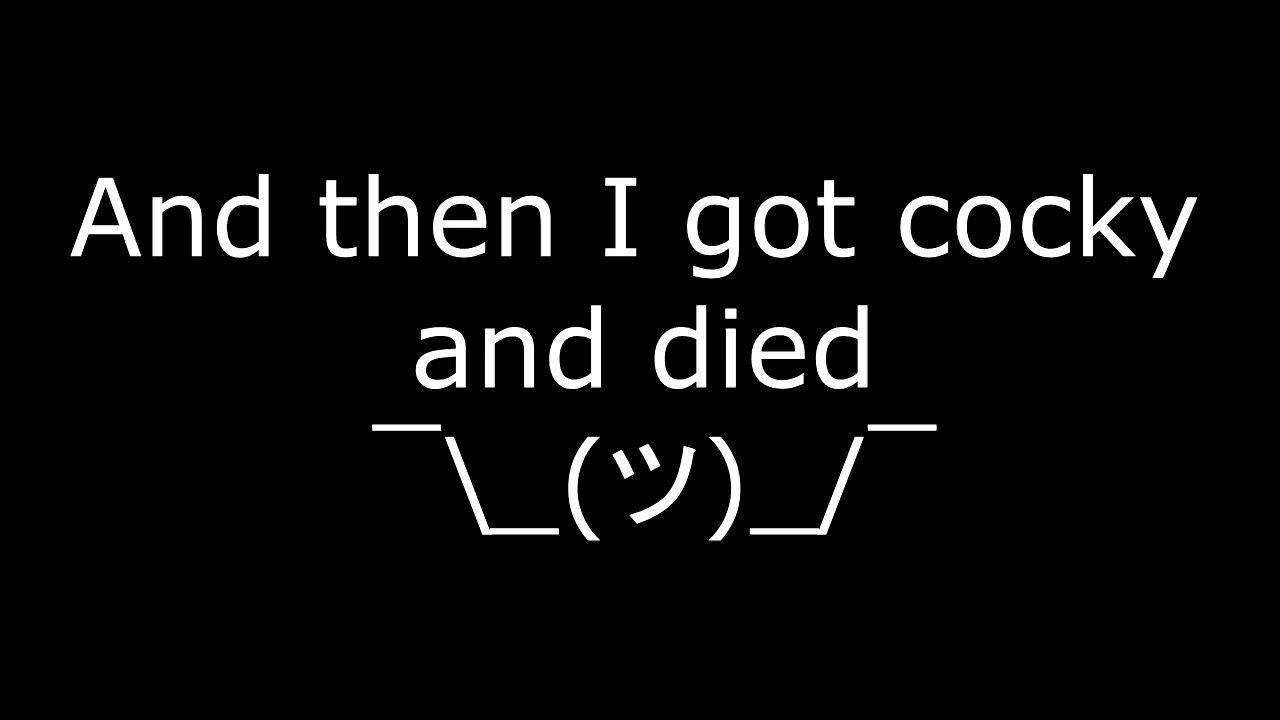 And then I got cocky
and died
¯\_(ツ)_/¯